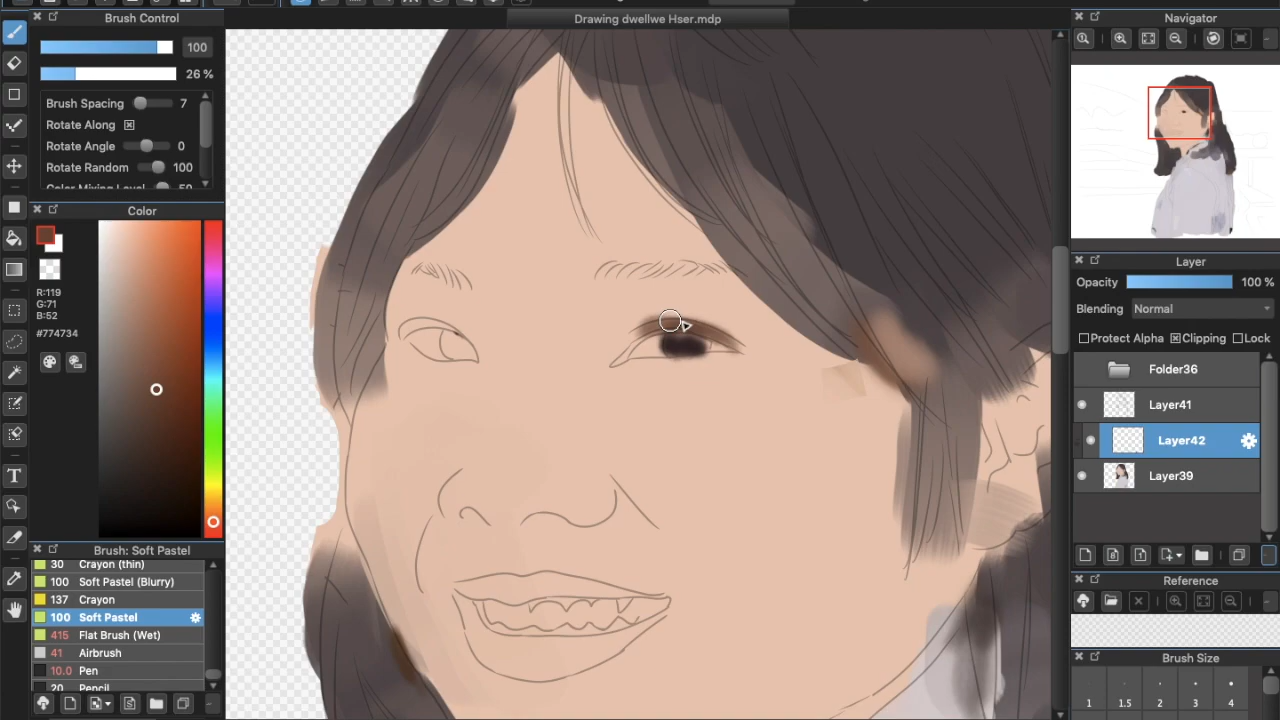 Drawing dwellwe Hser.mdp
Brush Control
100
26 %
Brush Spacing 7
Rotate Along
Rotate Angle 0
Rotate Random 100
Color Mixing Level 50
Color
R:119
G:71
B:52
#774734
Brush: Soft Pastel
30 Crayon (thin)
100 Soft Pastel (Blurry)
137 Crayon
100 Soft Pastel
415 Flat Brush (Wet)
41 Airbrush
10.0 Pen
20 Pencil
T
Navigator
Layer
Opacity 100 %
Blending Normal
Protect Alpha Clipping Lock
Folder36
Layer41
Layer42
Layer39
8 1
Reference
Brush Size
1 1.5 2 3 4